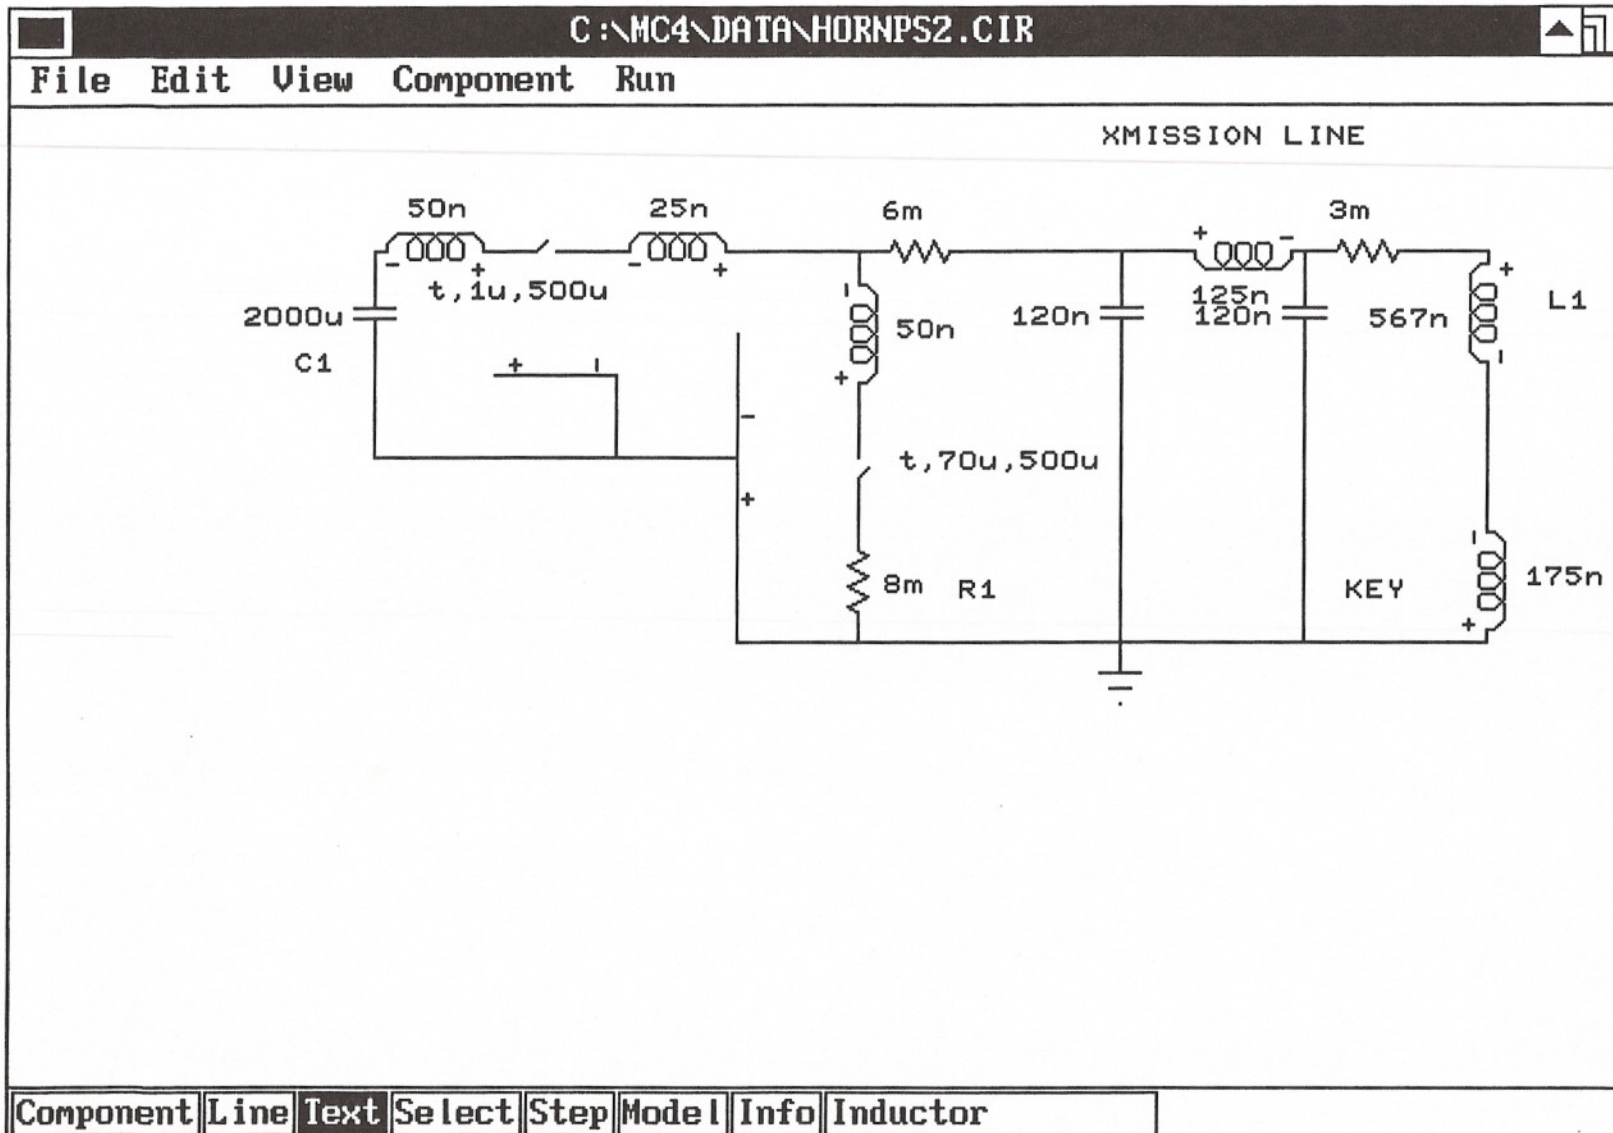 C:\MC4\DATA\HORNPS2.CIR
File Edit View Component Run
XMISSION LINE
50n 25n 6m 3m
+ -
- + - + +
t,1u,500u
- 125n L1
2000u 50n 120n 120n 567n
C1 + - + -
-
t,70u,500u
+
-
8m R1 KEY 175n
+
Component Line Text Select Step Model Info Inductor